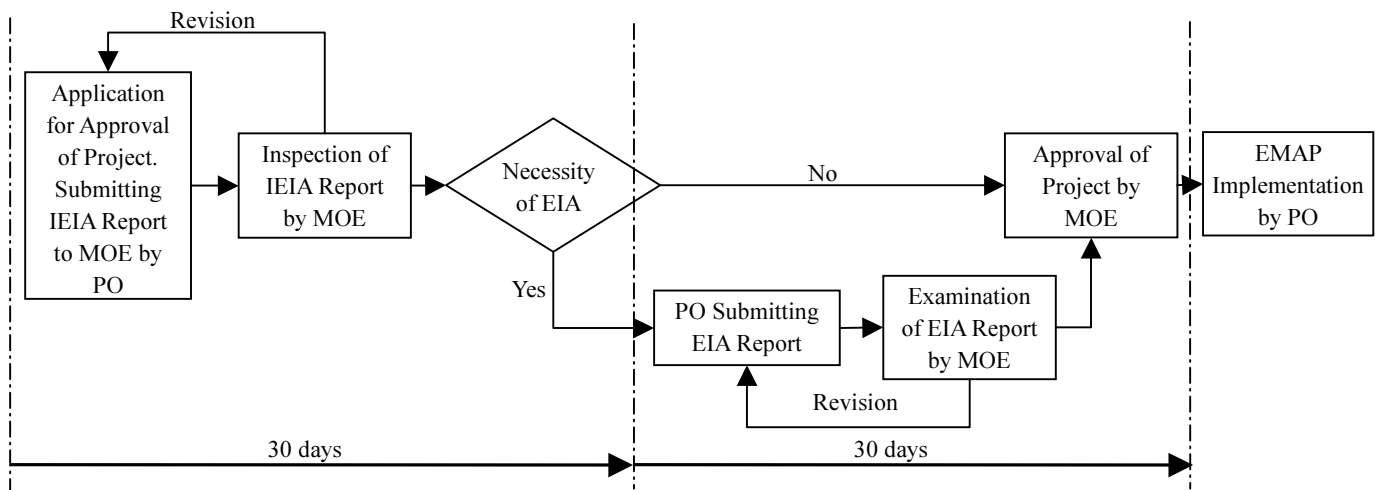 Revision
Application
for Approval
of Project.
Submitting
IEIA Report
to MOE by
PO
Inspection of
IEIA Report
by MOE
Necessity
of EIA
No
Approval of
Project by
MOE
EMAP
Implementation
by PO
Yes
PO Submitting
EIA Report
Examination
of EIA Report
by MOE
Revision
30 days
30 days